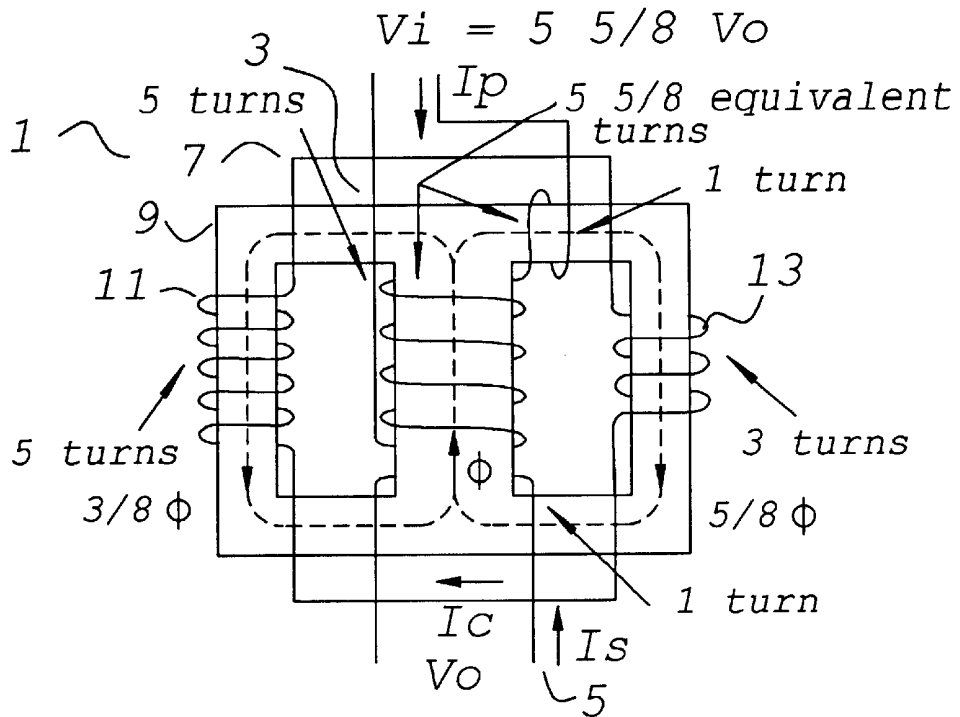 Vi = 5 5/8 Vo
3
Ip
5 turns
5 5/8 equivalent
turns
1
7
1 turn
9
11
13
5 turns
3 turns
ϕ
3/8 ϕ
5/8 ϕ
1 turn
Ic
Is
Vo
5